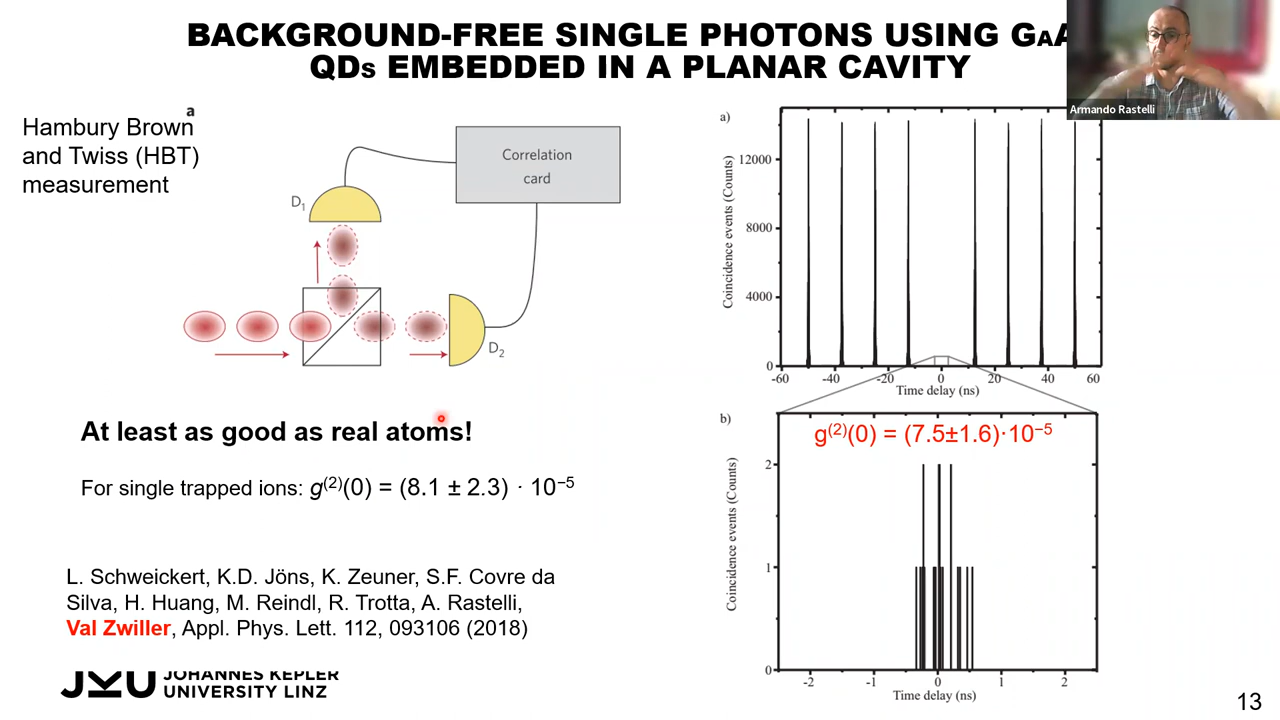 BACKGROUND-FREE SINGLE PHOTONS USING GAA
QDs EMBEDDED IN A PLANAR CAVITY
Armando Rastelli
a
Hambury Brown
and Twiss (HBT)
measurement
Correlation
card
D1
D2
At least as good as real atoms!
For single trapped ions: g(2)(0) = (8.1 ± 2.3) · 10−5
L. Schweickert, K.D. Jöns, K. Zeuner, S.F. Covre da
Silva, H. Huang, M. Reindl, R. Trotta, A. Rastelli,
Val Zwiller, Appl. Phys. Lett. 112, 093106 (2018)
a)
Coincidence events (Counts)
12000
8000
4000
0
-60 -40 -20 0 20 40 60
Time delay (ns)
b)
g(2)(0) = (7.5±1.6)·10−5
Coincidence events (Counts)
2
1
0
-2 -1 0 1 2
Time delay (ns)
JKU JOHANNES KEPLER
UNIVERSITY LINZ
13